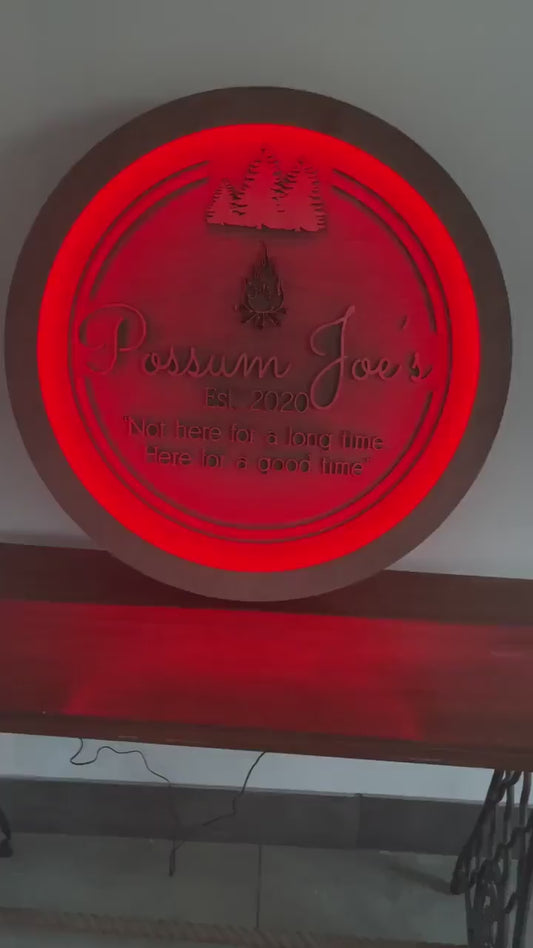 Possum Joe's
Est. 2020
"Not here for a long time
Here for a good time"